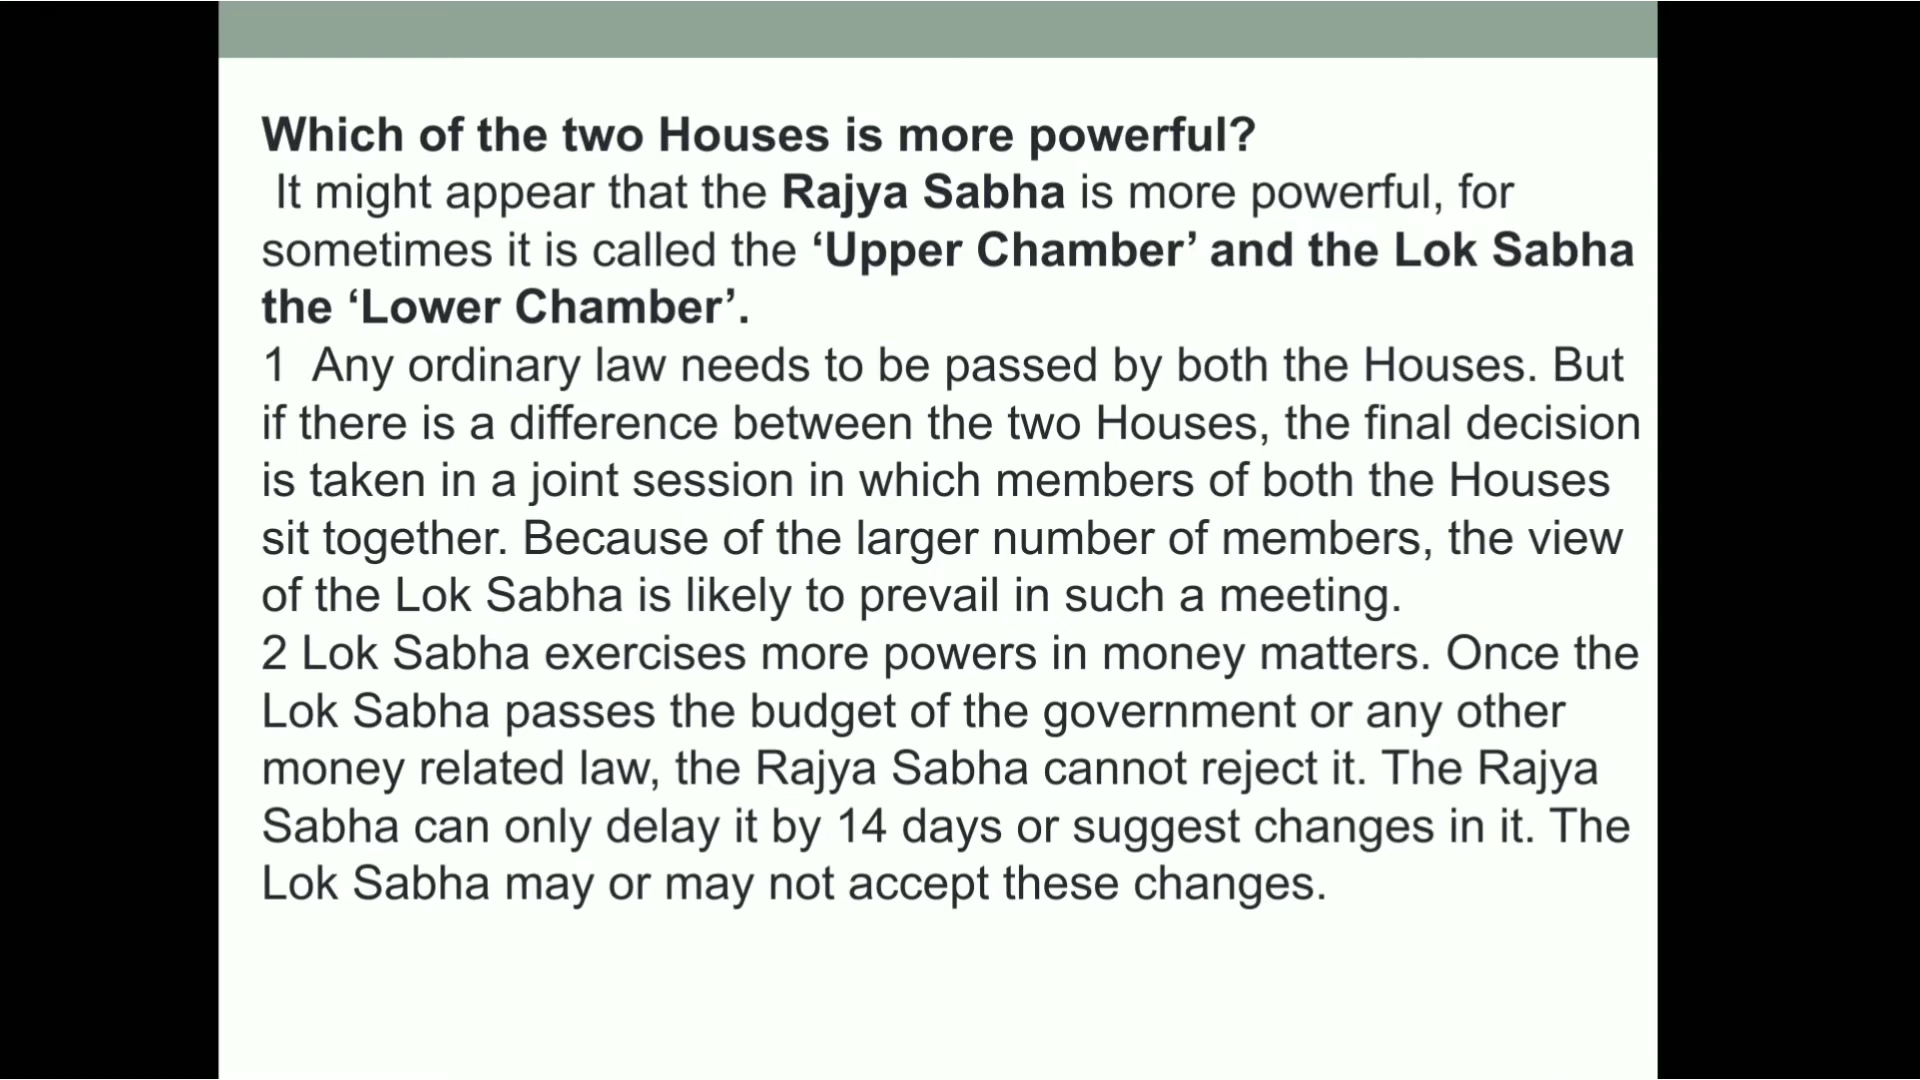 Which of the two Houses is more powerful?
It might appear that the Rajya Sabha is more powerful, for
sometimes it is called the ‘Upper Chamber’ and the Lok Sabha
the ‘Lower Chamber’.
1 Any ordinary law needs to be passed by both the Houses. But
if there is a difference between the two Houses, the final decision
is taken in a joint session in which members of both the Houses
sit together. Because of the larger number of members, the view
of the Lok Sabha is likely to prevail in such a meeting.
2 Lok Sabha exercises more powers in money matters. Once the
Lok Sabha passes the budget of the government or any other
money related law, the Rajya Sabha cannot reject it. The Rajya
Sabha can only delay it by 14 days or suggest changes in it. The
Lok Sabha may or may not accept these changes.